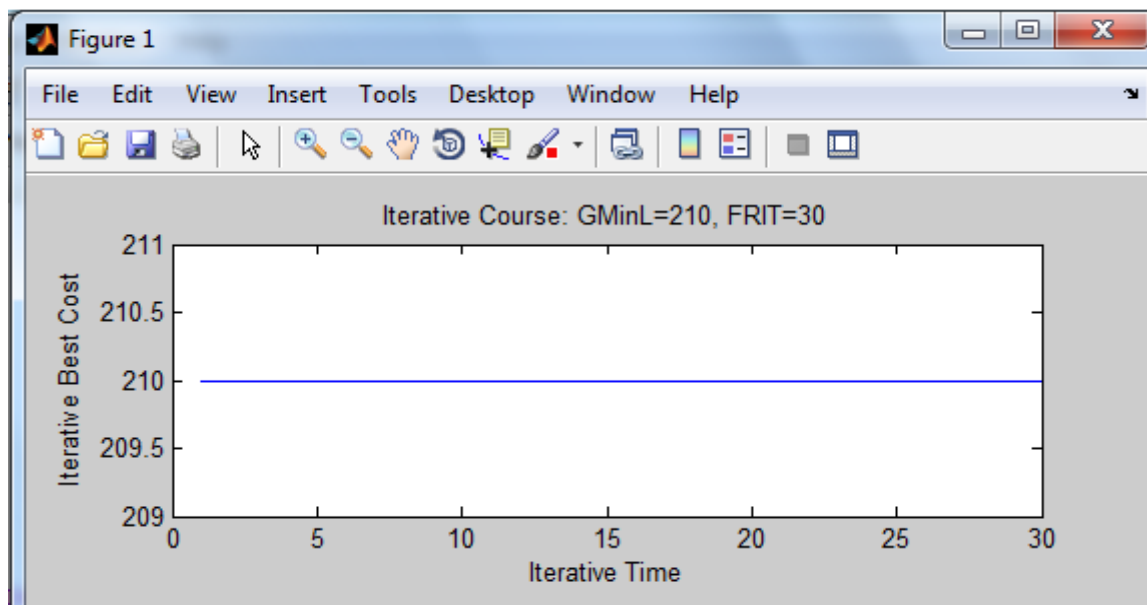 Figure 1
File Edit View Insert Tools Desktop Window Help
Iterative Course: GMinL=210, FRIT=30
211
210.5
210
209.5
209
Iterative Best Cost
0 5 10 15 20 25 30
Iterative Time